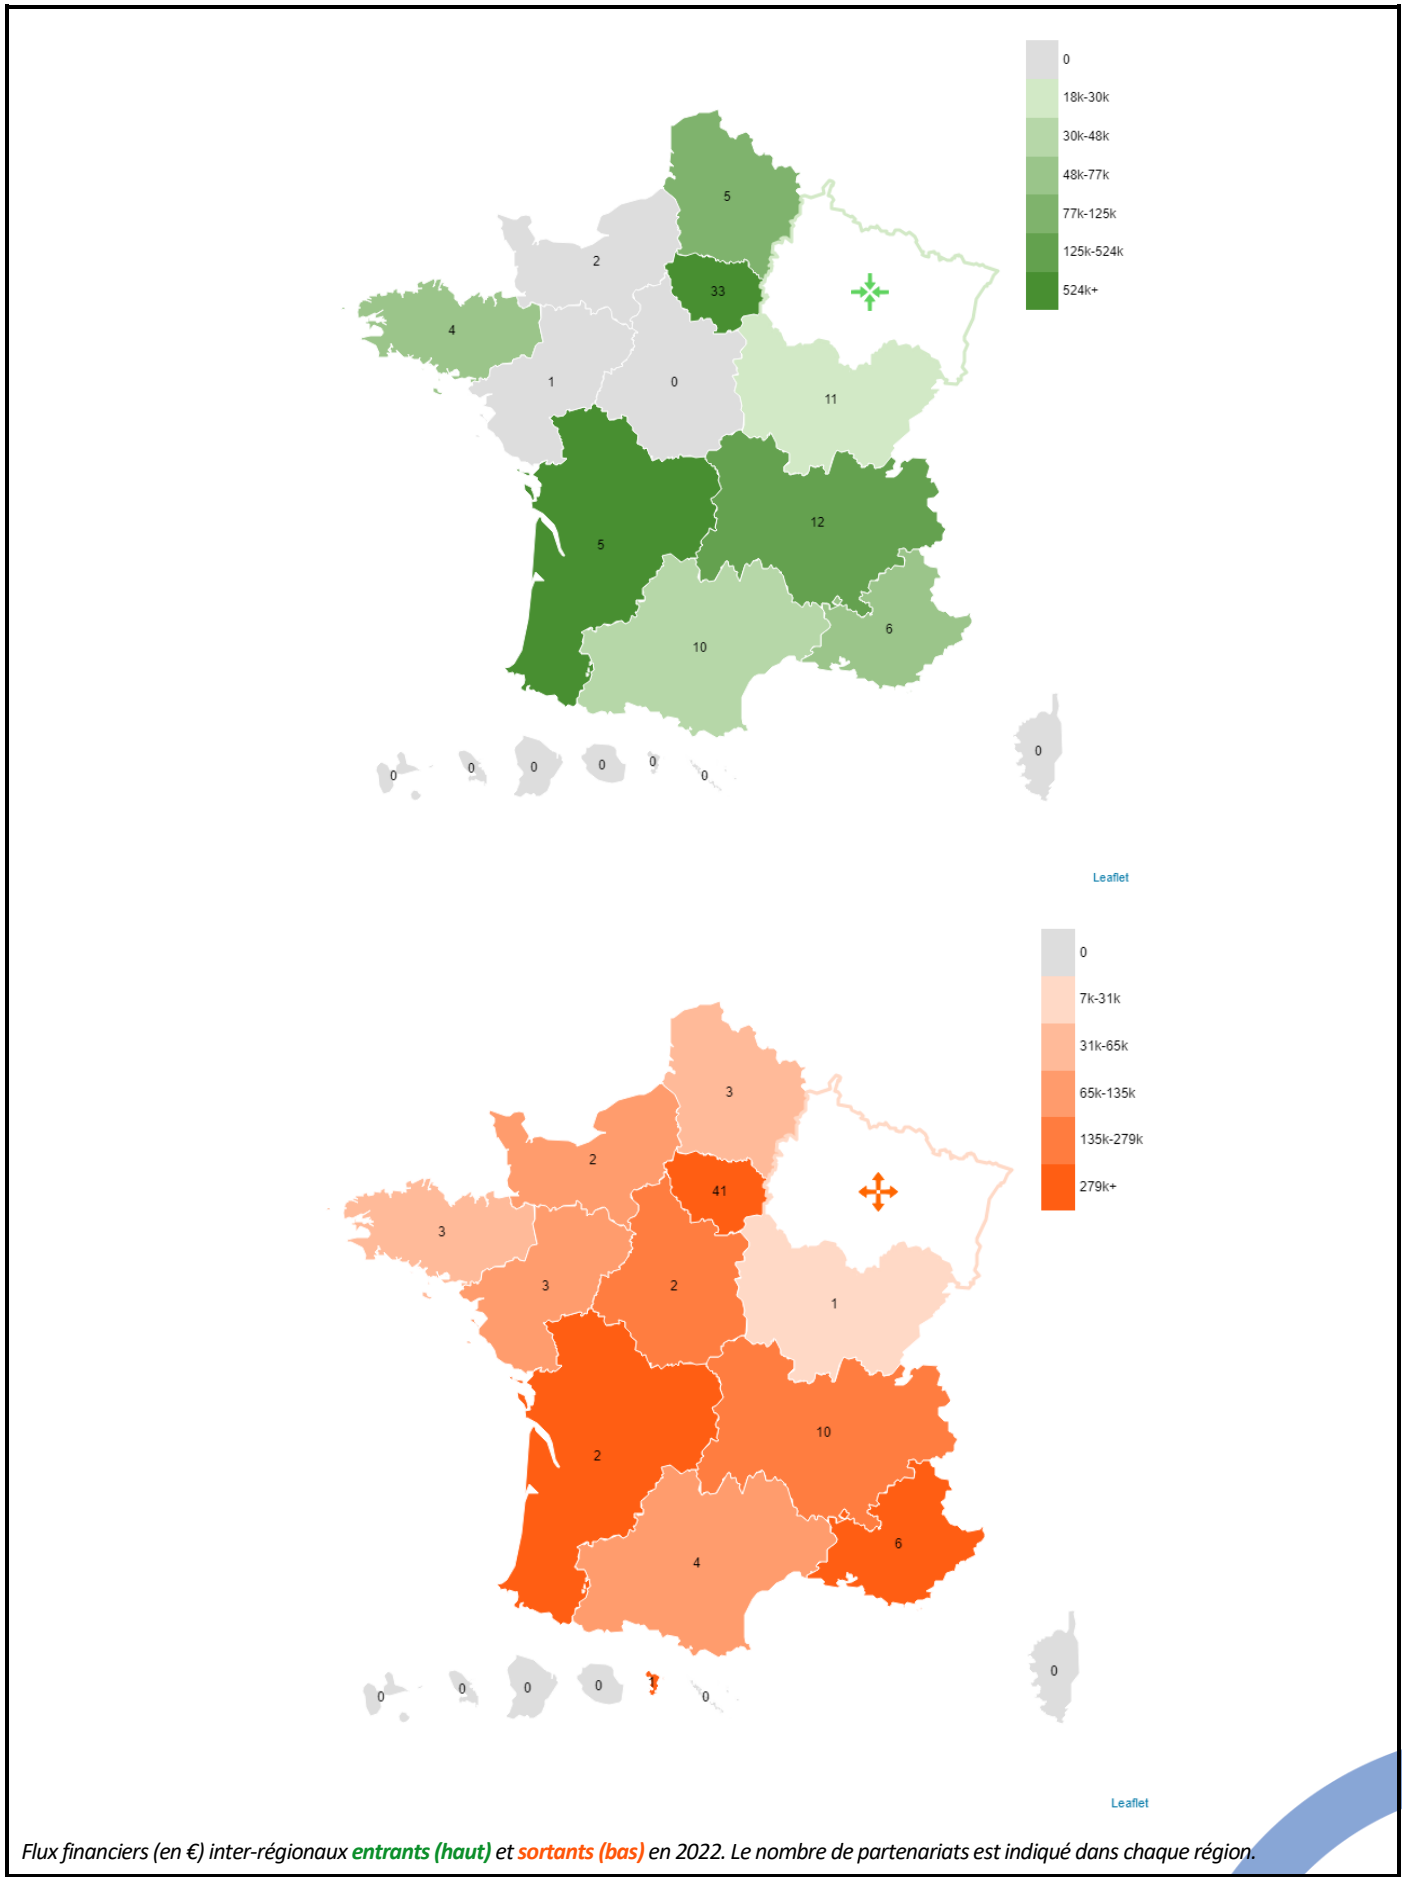 0
18k-30k
30k-48k
48k-77k
77k-125k
125k-524k
524k+
5
2
33
4
1
0
11
12
5
6
10
0
0
0
0
0
0
0
Leaflet
0
7k-31k
31k-65k
65k-135k
135k-279k
279k+
3
2
41
3
3
2
1
10
2
6
4
0
0
0
0
1
0
0
Leaflet
Flux financiers (en €) inter-régionaux entrants (haut) et sortants (bas) en 2022. Le nombre de partenariats est indiqué dans chaque région.